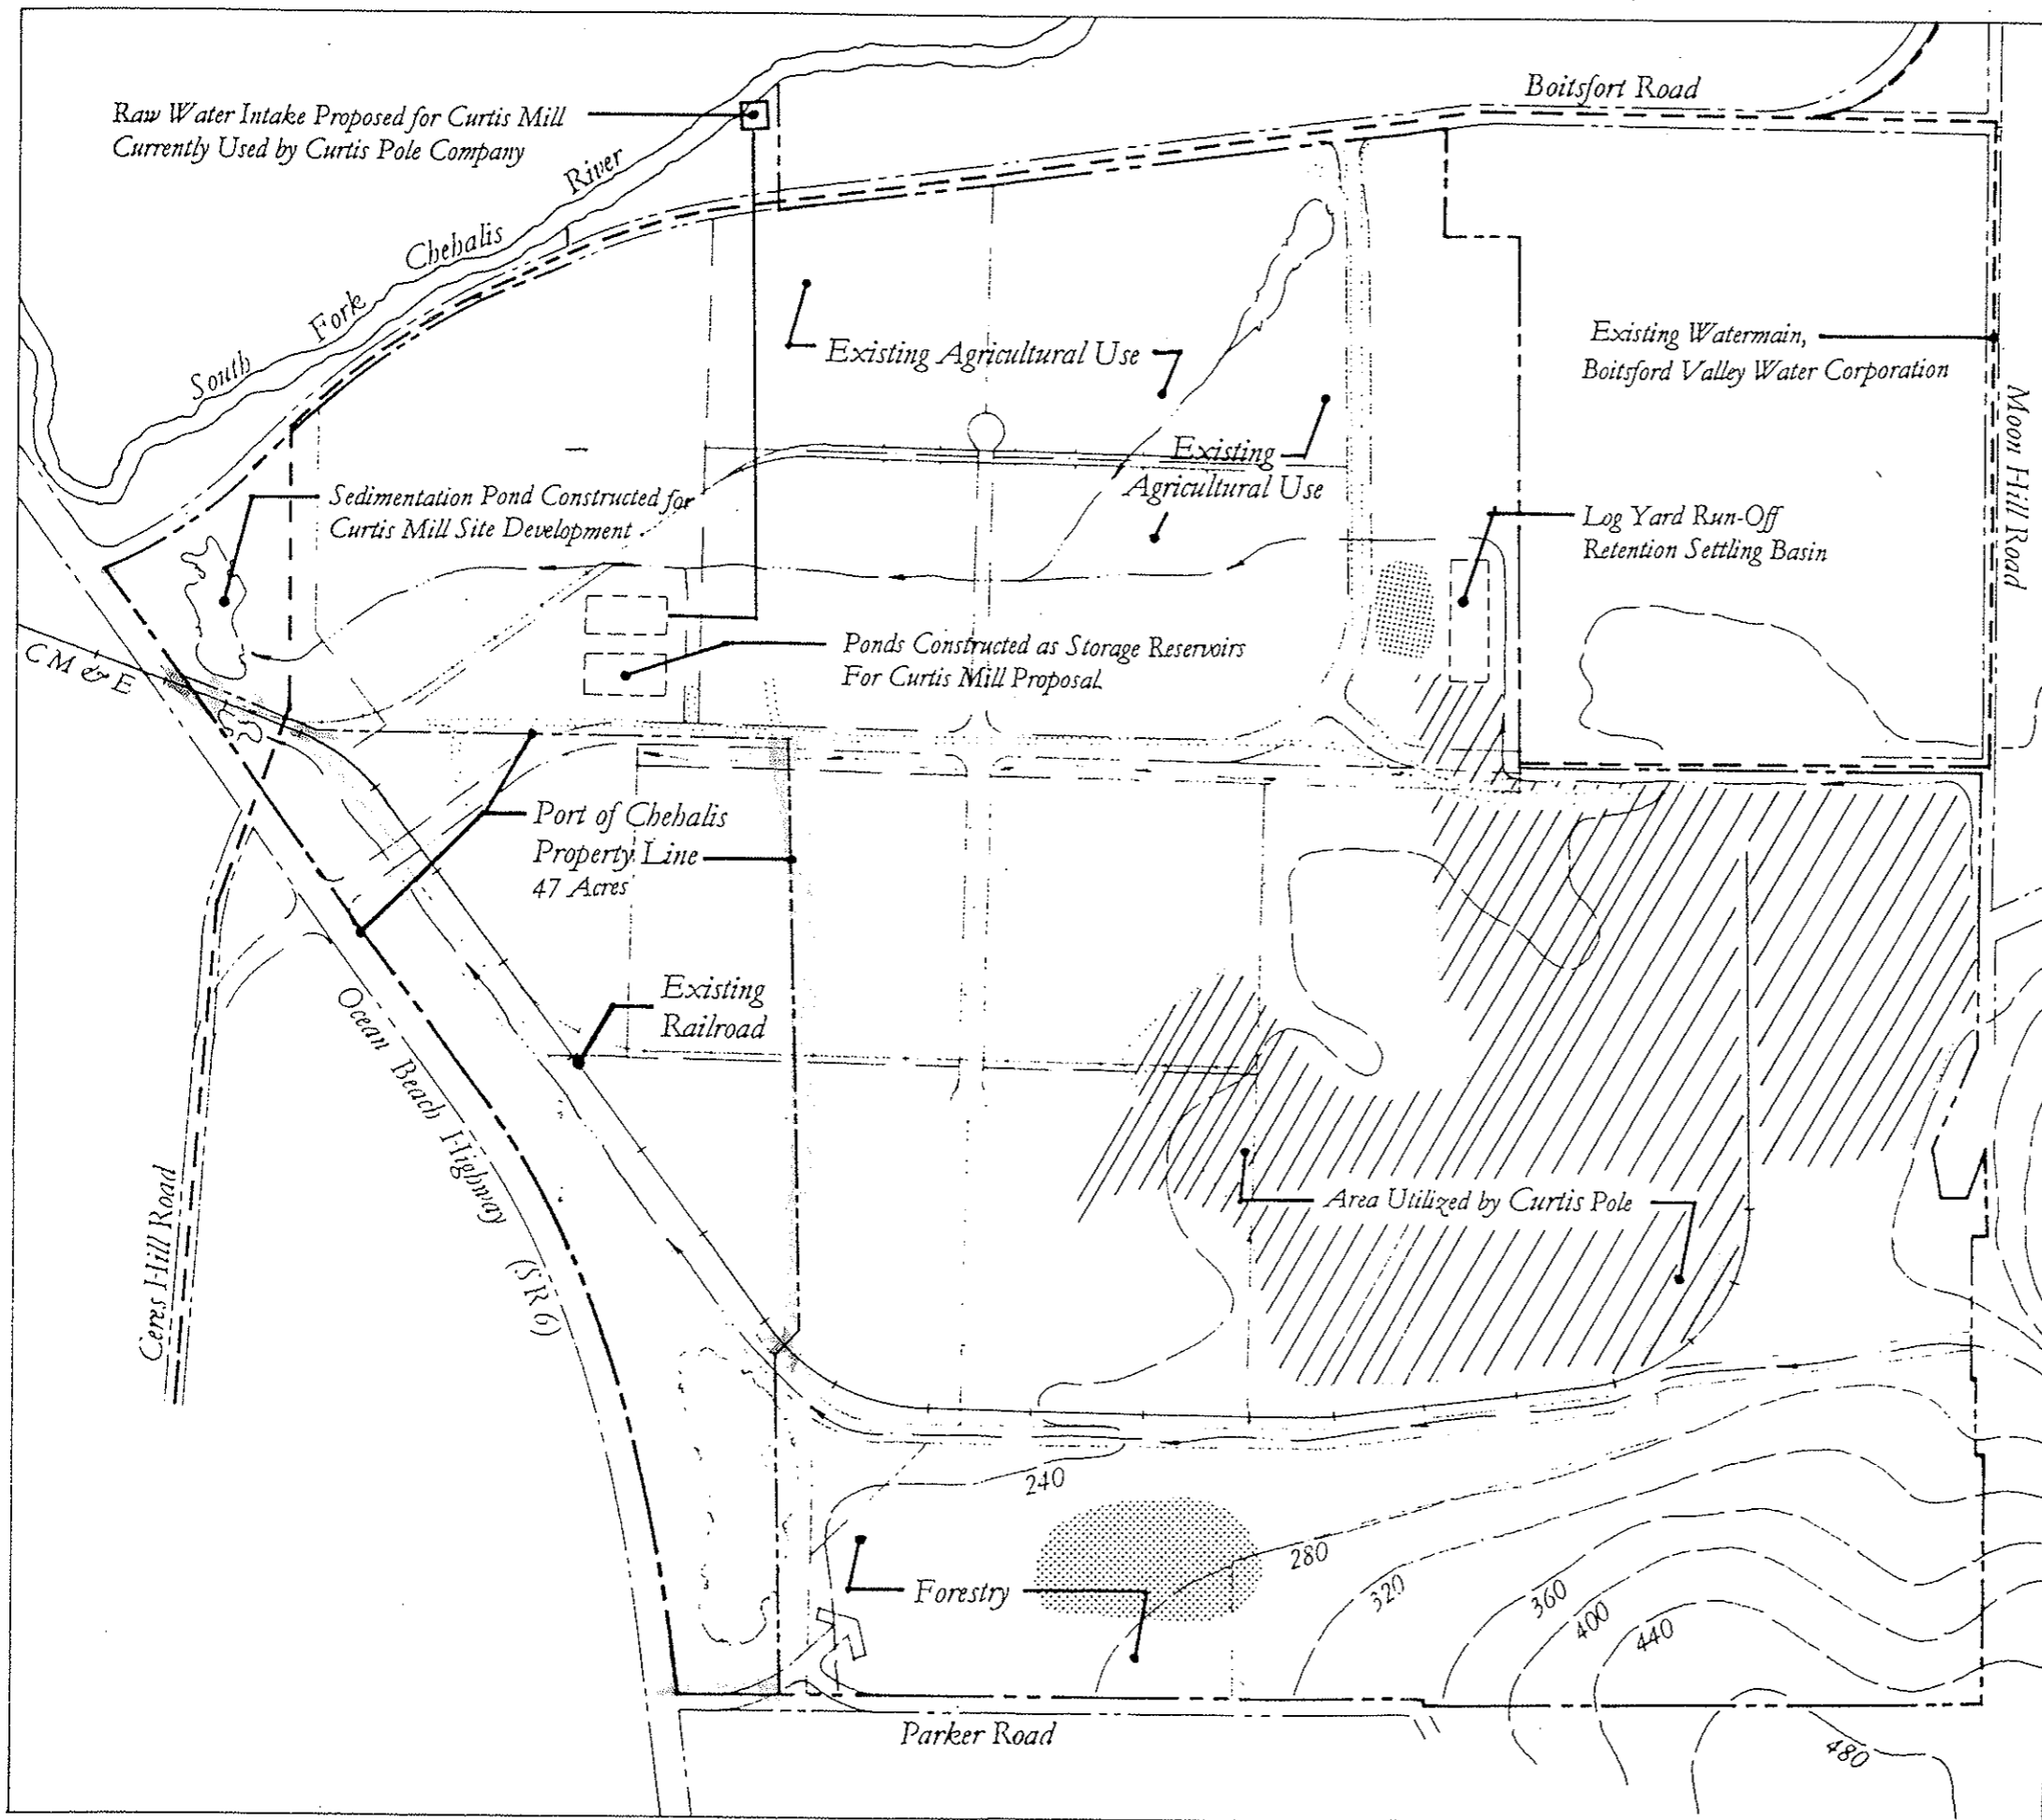 Boitsfort Road
Raw Water Intake Proposed for Curtis Mill
Currently Used by Curtis Pole Company
South Fork Chehalis River
Existing Agricultural Use
Existing Watermain,
Boitsford Valley Water Corporation
Moon Hill Road
Existing
Agricultural Use
Sedimentation Pond Constructed for
Curtis Mill Site Development
Log Yard Run-Off
Retention Settling Basin
CM & E
Ponds Constructed as Storage Reservoirs
For Curtis Mill Proposal
Port of Chehalis
Property Line
47 Acres
Existing
Railroad
Ocean Beach Highway (SR6)
Ceres Hill Road
Area Utilized by Curtis Pole
240
280
320
360
400
440
480
Forestry
Parker Road